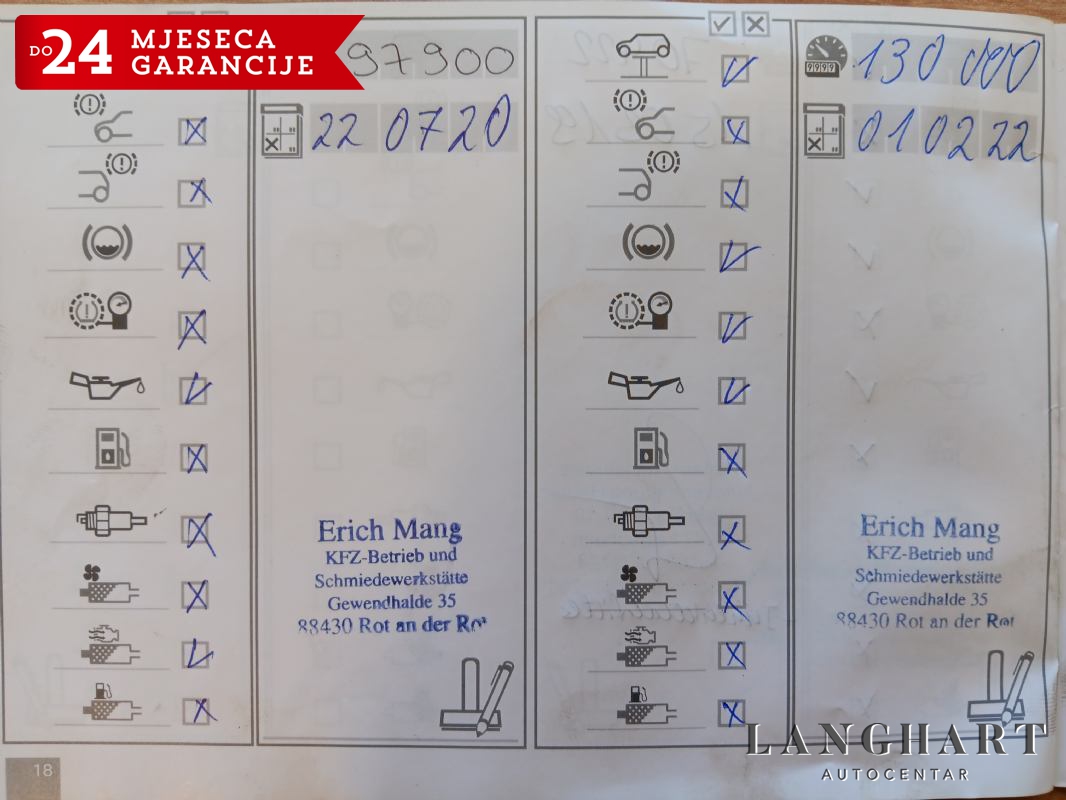 DO 24 MJESECA
GARANCIJE
97900
22 07 20
Erich Mang
KFZ-Betrieb und
Schmiedewerkstätte
Gewendhalde 35
88430 Rot an der Rot
9999
130 000
01 02 22
Erich Mang
KFZ-Betrieb und
Schmiedewerkstätte
Gewendhalde 35
88430 Rot an der Rot
18
LANGHART
AUTOCENTAR